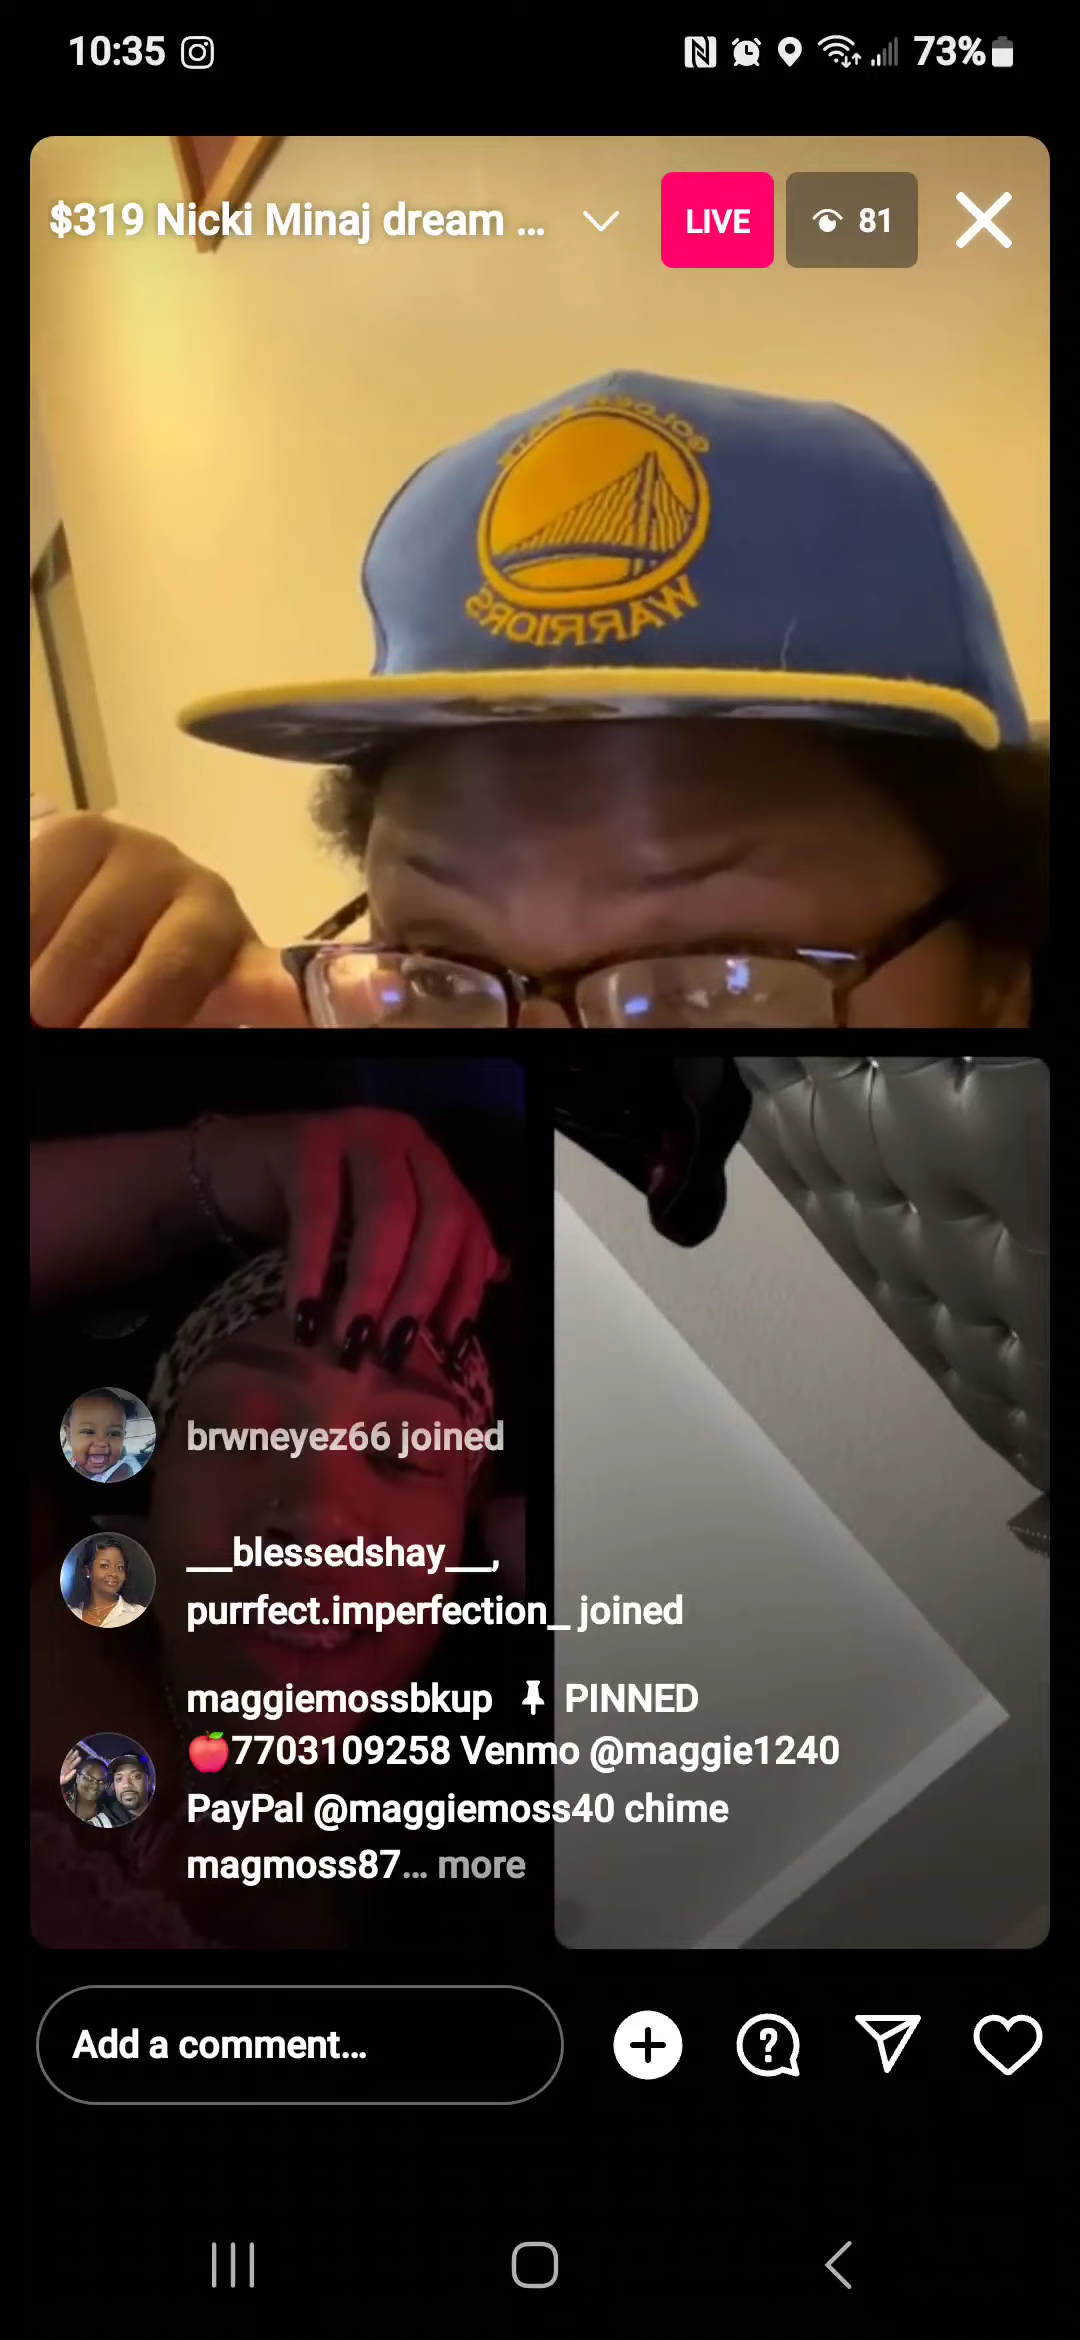 10:35 73%
$319 Nicki Minaj dream ... LIVE 81
GOLDEN STATE
WARRIORS
brwneyez66 joined
__blessedshay__,
purrfect.imperfection_ joined
maggiemossbkup PINNED
🍎7703109258 Venmo @maggie1240
PayPal @maggiemoss40 chime
magmoss87... more
Add a comment...